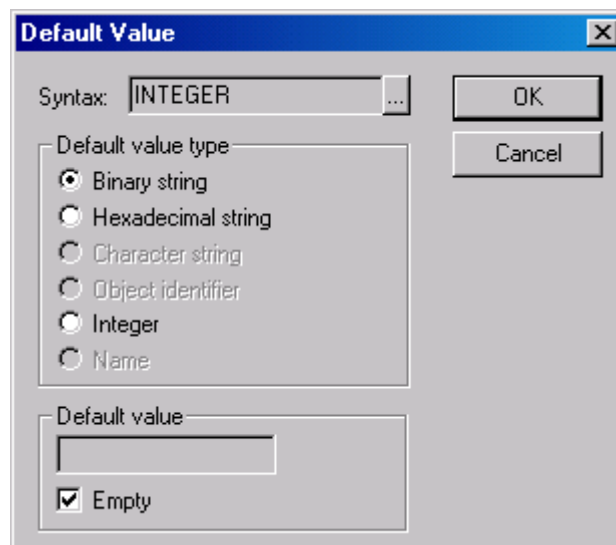 Default Value
Syntax: INTEGER ...
OK
Cancel
Default value type
Binary string
Hexadecimal string
Character string
Object identifier
Integer
Name
Default value
Empty